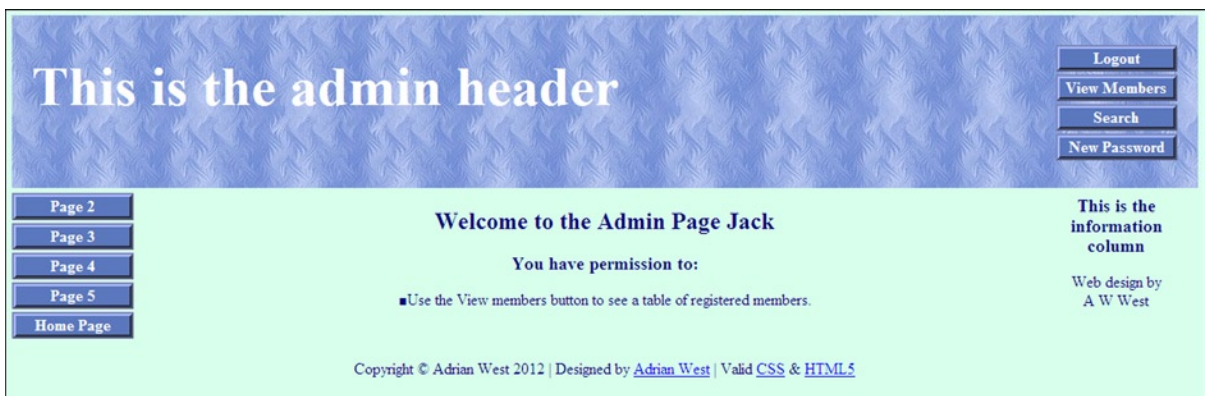 This is the admin header
Logout
View Members
Search
New Password
Page 2
Page 3
Page 4
Page 5
Home Page
Welcome to the Admin Page Jack
You have permission to:
■Use the View members button to see a table of registered members.
This is the
information
column
Web design by
A W West
Copyright © Adrian West 2012 | Designed by Adrian West | Valid CSS & HTML5